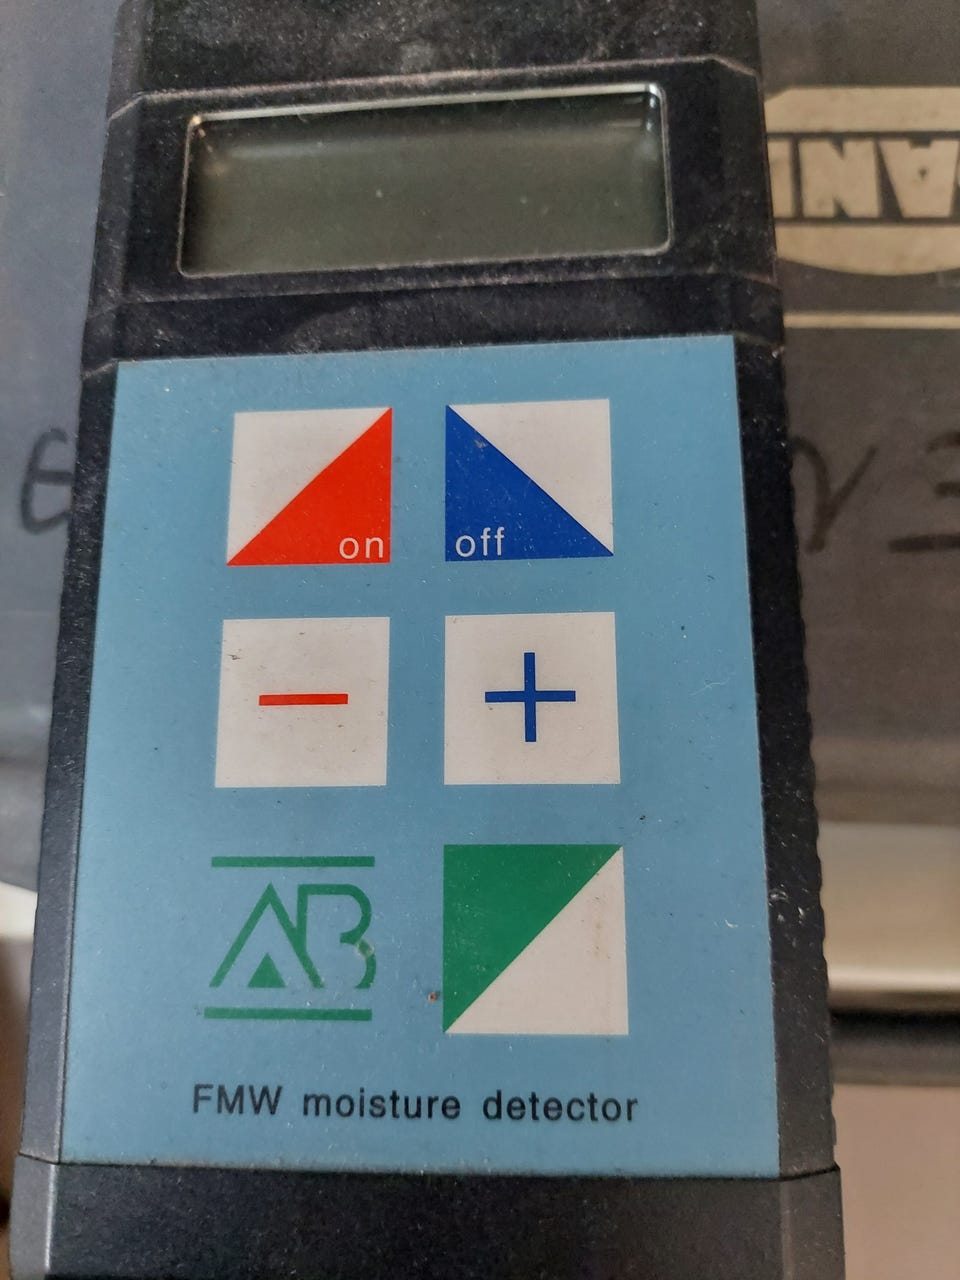 on
off
−
+
AB
FMW moisture detector